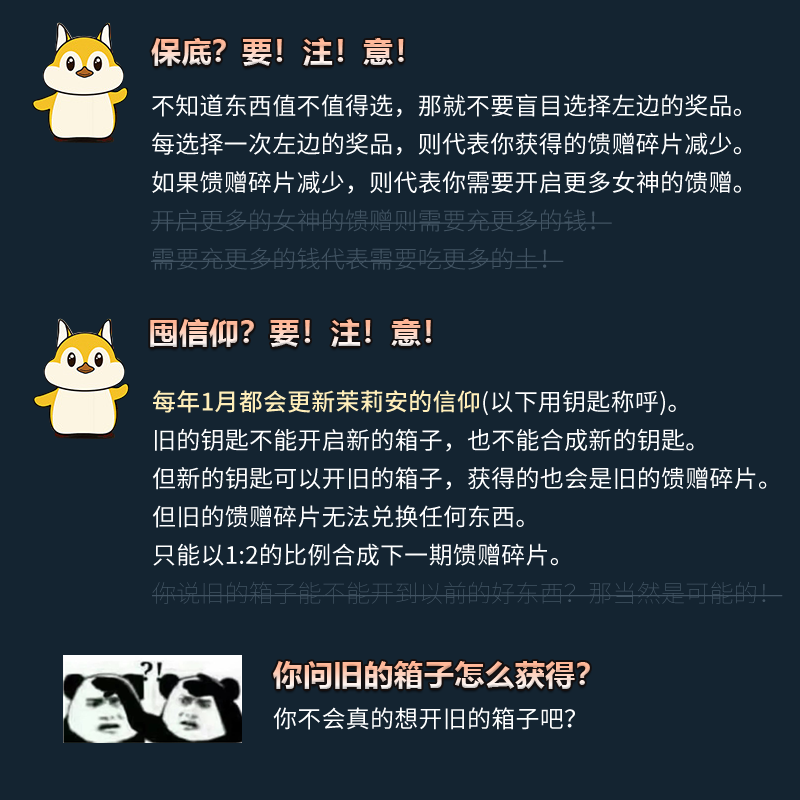 保底？要！注！意！
不知道东西值不值得选，那就不要盲目选择左边的奖品。
每选择一次左边的奖品，则代表你获得的馈赠碎片减少。
如果馈赠碎片减少，则代表你需要开启更多女神的馈赠。
开启更多的女神的馈赠则需要充更多的钱！
需要充更多的钱代表需要吃更多的土！
囤信仰？要！注！意！
每年1月都会更新茉莉安的信仰(以下用钥匙称呼)。
旧的钥匙不能开启新的箱子，也不能合成新的钥匙。
但新的钥匙可以开旧的箱子，获得的也会是旧的馈赠碎片。
但旧的馈赠碎片无法兑换任何东西。
只能以1:2的比例合成下一期馈赠碎片。
你说旧的箱子能不能开到以前的好东西？那当然是可能的！
?!
你问旧的箱子怎么获得？
你不会真的想开旧的箱子吧？